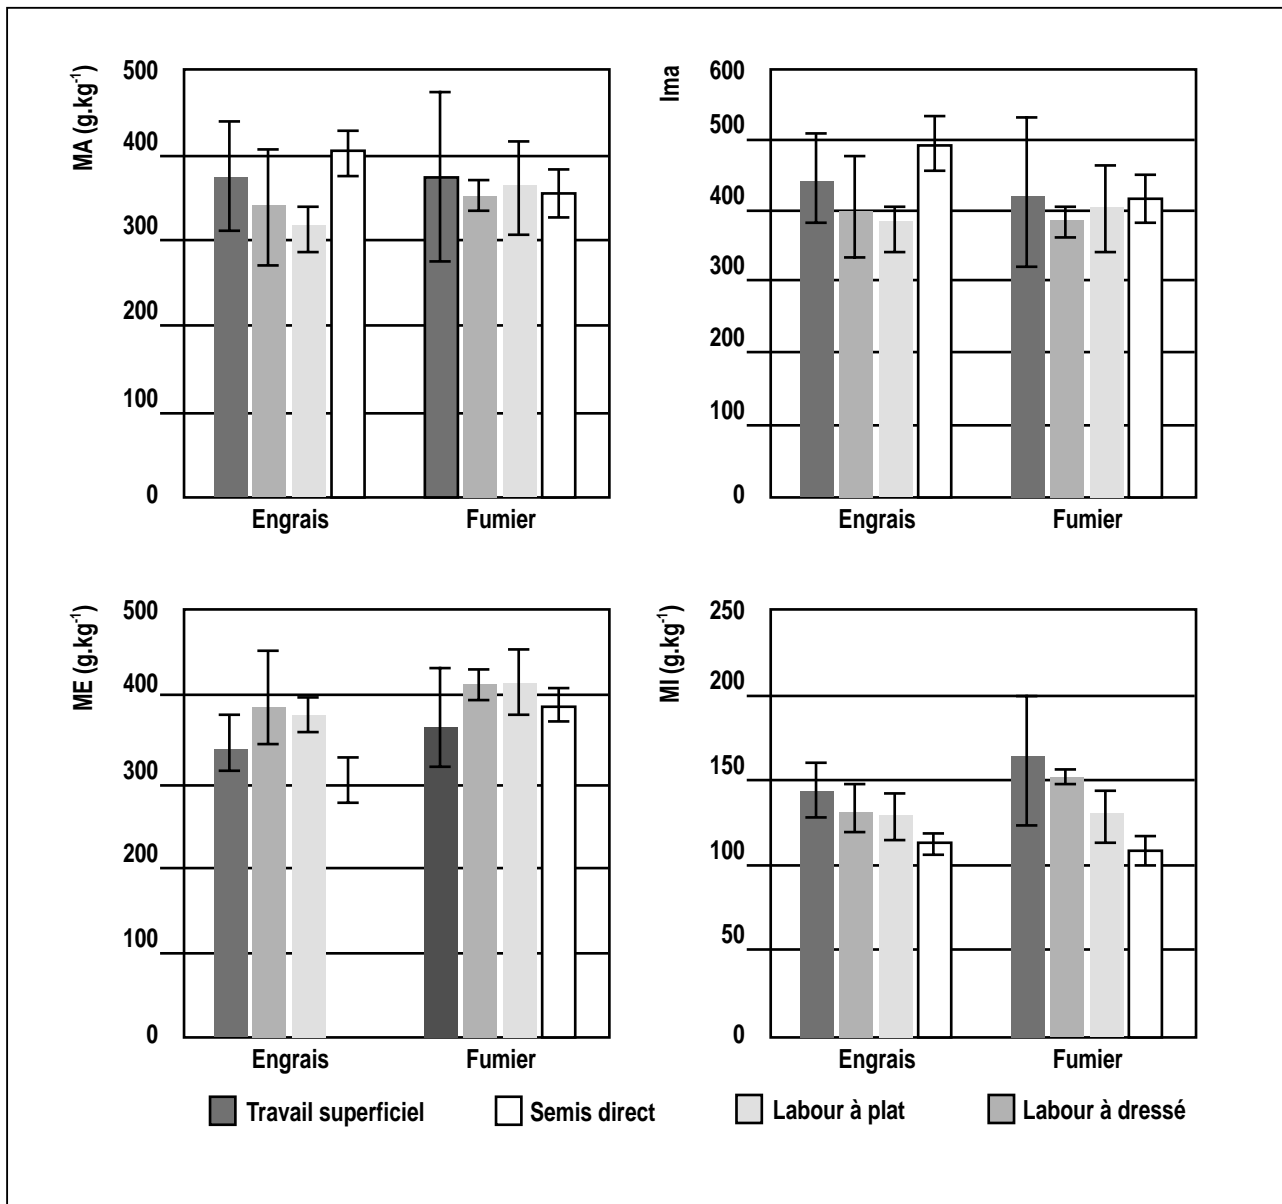 MA (g.kg-1)
500
400
300
200
100
0
Engrais Fumier
Ima
600
500
400
300
200
100
0
Engrais Fumier
ME (g.kg-1)
500
400
300
200
100
0
Engrais Fumier
MI (g.kg-1)
250
200
150
100
50
0
Engrais Fumier
Travail superficiel Semis direct Labour à plat Labour à dressé